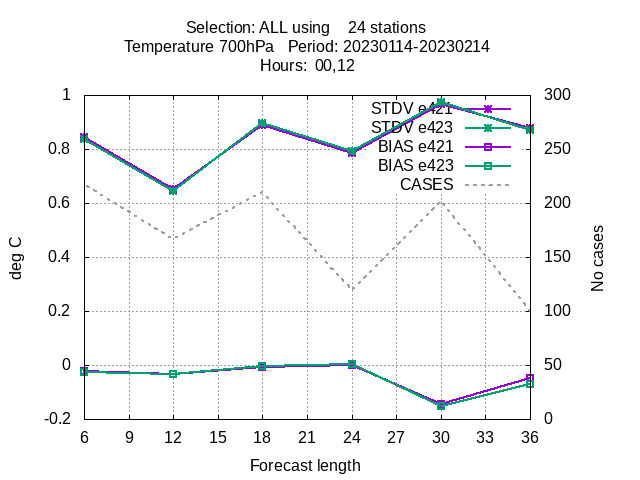 Selection: ALL using    24 stations
Temperature 700hPa   Period: 20230114-20230214
Hours:  00,12
1
0.8
0.6
0.4
0.2
0
-0.2
deg C
300
250
200
150
100
50
0
No cases
STDV e421
STDV e423
BIAS e421
BIAS e423
CASES
6 9 12 15 18 21 24 27 30 33 36
Forecast length